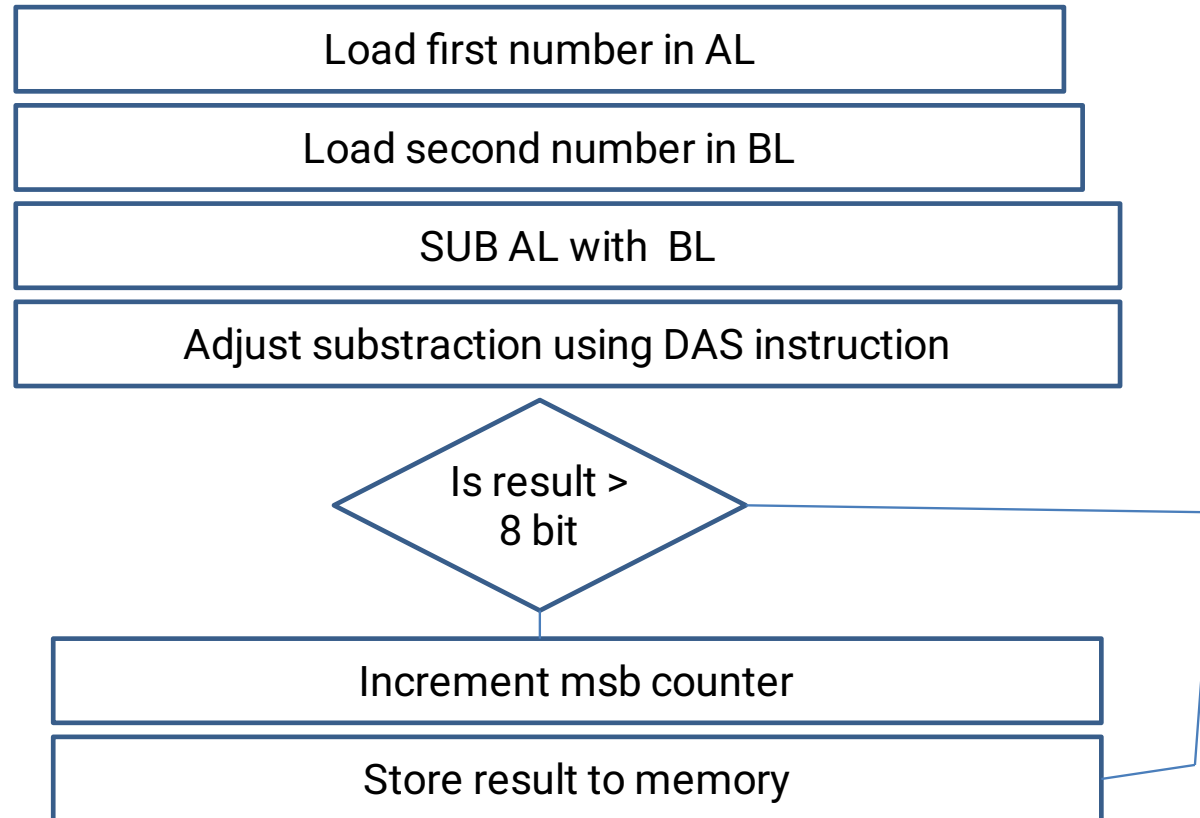 Load first number in AL
Load second number in BL
SUB AL with  BL
Adjust substraction using DAS instruction
Is result >
8 bit
Increment msb counter
Store result to memory